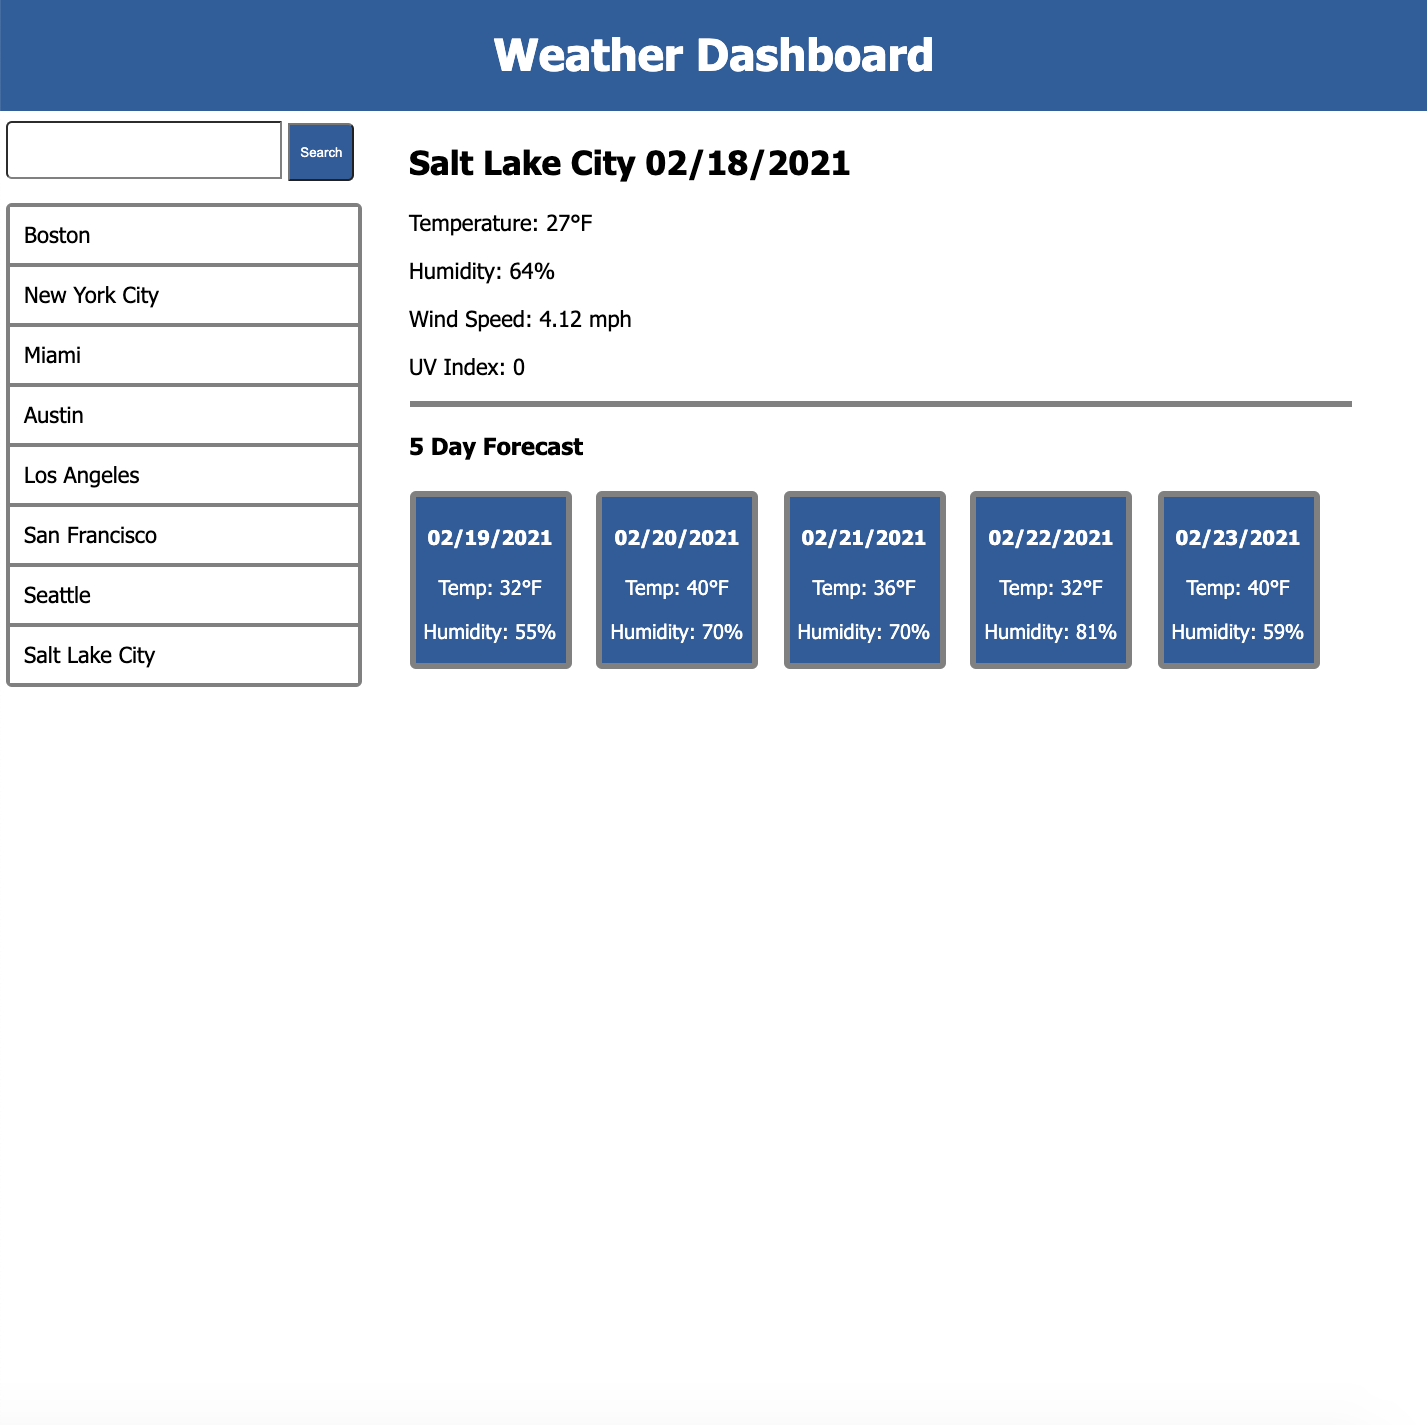 Weather Dashboard
Search
Boston
New York City
Miami
Austin
Los Angeles
San Francisco
Seattle
Salt Lake City
Salt Lake City 02/18/2021
Temperature: 27°F
Humidity: 64%
Wind Speed: 4.12 mph
UV Index: 0
5 Day Forecast
02/19/2021
Temp: 32°F
Humidity: 55%
02/20/2021
Temp: 40°F
Humidity: 70%
02/21/2021
Temp: 36°F
Humidity: 70%
02/22/2021
Temp: 32°F
Humidity: 81%
02/23/2021
Temp: 40°F
Humidity: 59%